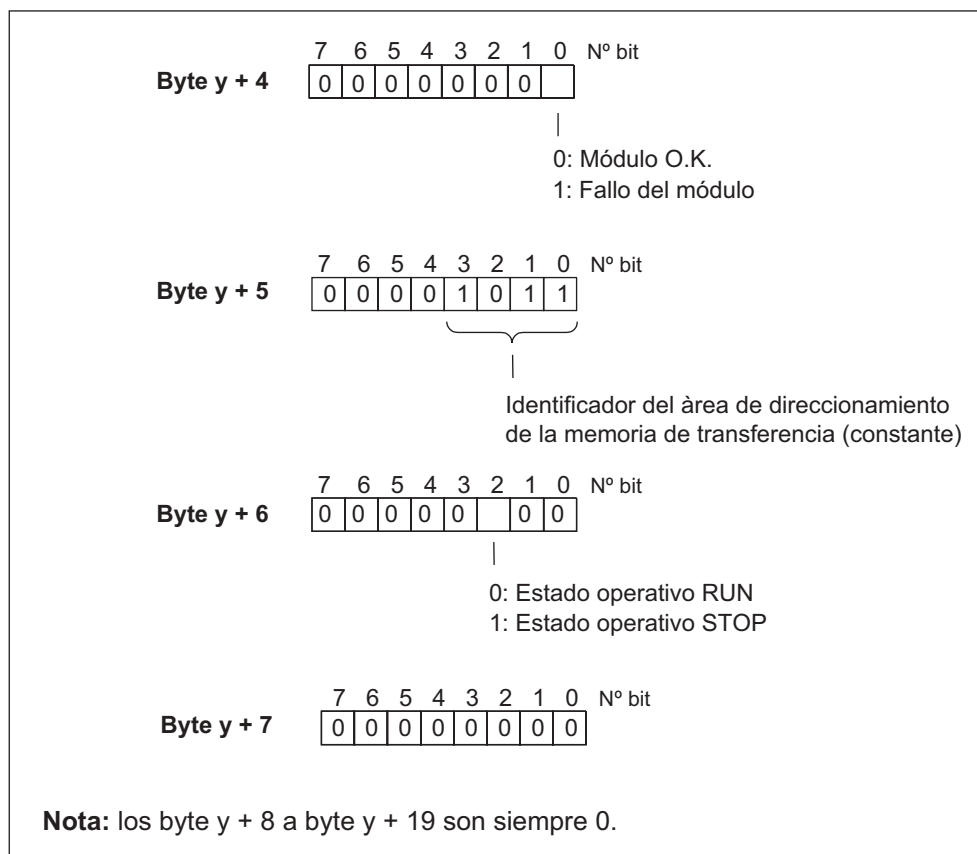 7 6 5 4 3 2 1 0 Nº bit
Byte y + 4 0 0 0 0 0 0 0
0: Módulo O.K.
1: Fallo del módulo
7 6 5 4 3 2 1 0 Nº bit
Byte y + 5 0 0 0 0 1 0 1 1
Identificador del àrea de direccionamiento
de la memoria de transferencia (constante)
7 6 5 4 3 2 1 0 Nº bit
Byte y + 6 0 0 0 0 0 0 0
0: Estado operativo RUN
1: Estado operativo STOP
7 6 5 4 3 2 1 0 Nº bit
Byte y + 7 0 0 0 0 0 0 0 0
Nota: los byte y + 8 a byte y + 19 son siempre 0.